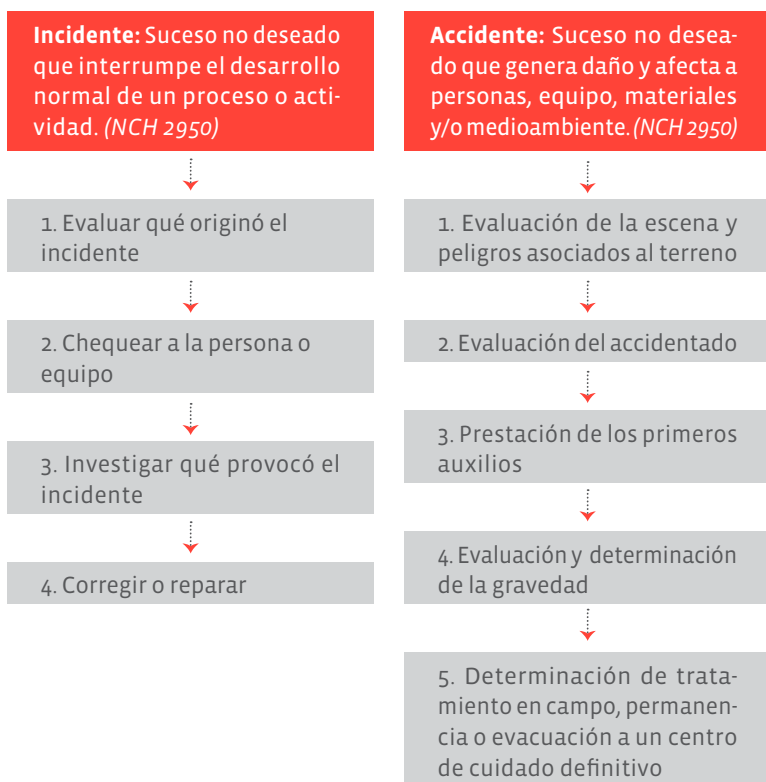 Incidente: Suceso no deseado
que interrumpe el desarrollo
normal de un proceso o acti-
vidad. (NCH 2950)
1. Evaluar qué originó el
incidente
2. Chequear a la persona o
equipo
3. Investigar qué provocó el
incidente
4. Corregir o reparar
Accidente: Suceso no desea-
do que genera daño y afecta a
personas, equipo, materiales
y/o medioambiente. (NCH 2950)
1. Evaluación de la escena y
peligros asociados al terreno
2. Evaluación del accidentado
3. Prestación de los primeros
auxilios
4. Evaluación y determinación
de la gravedad
5. Determinación de trata-
miento en campo, permanen-
cia o evacuación a un centro
de cuidado definitivo